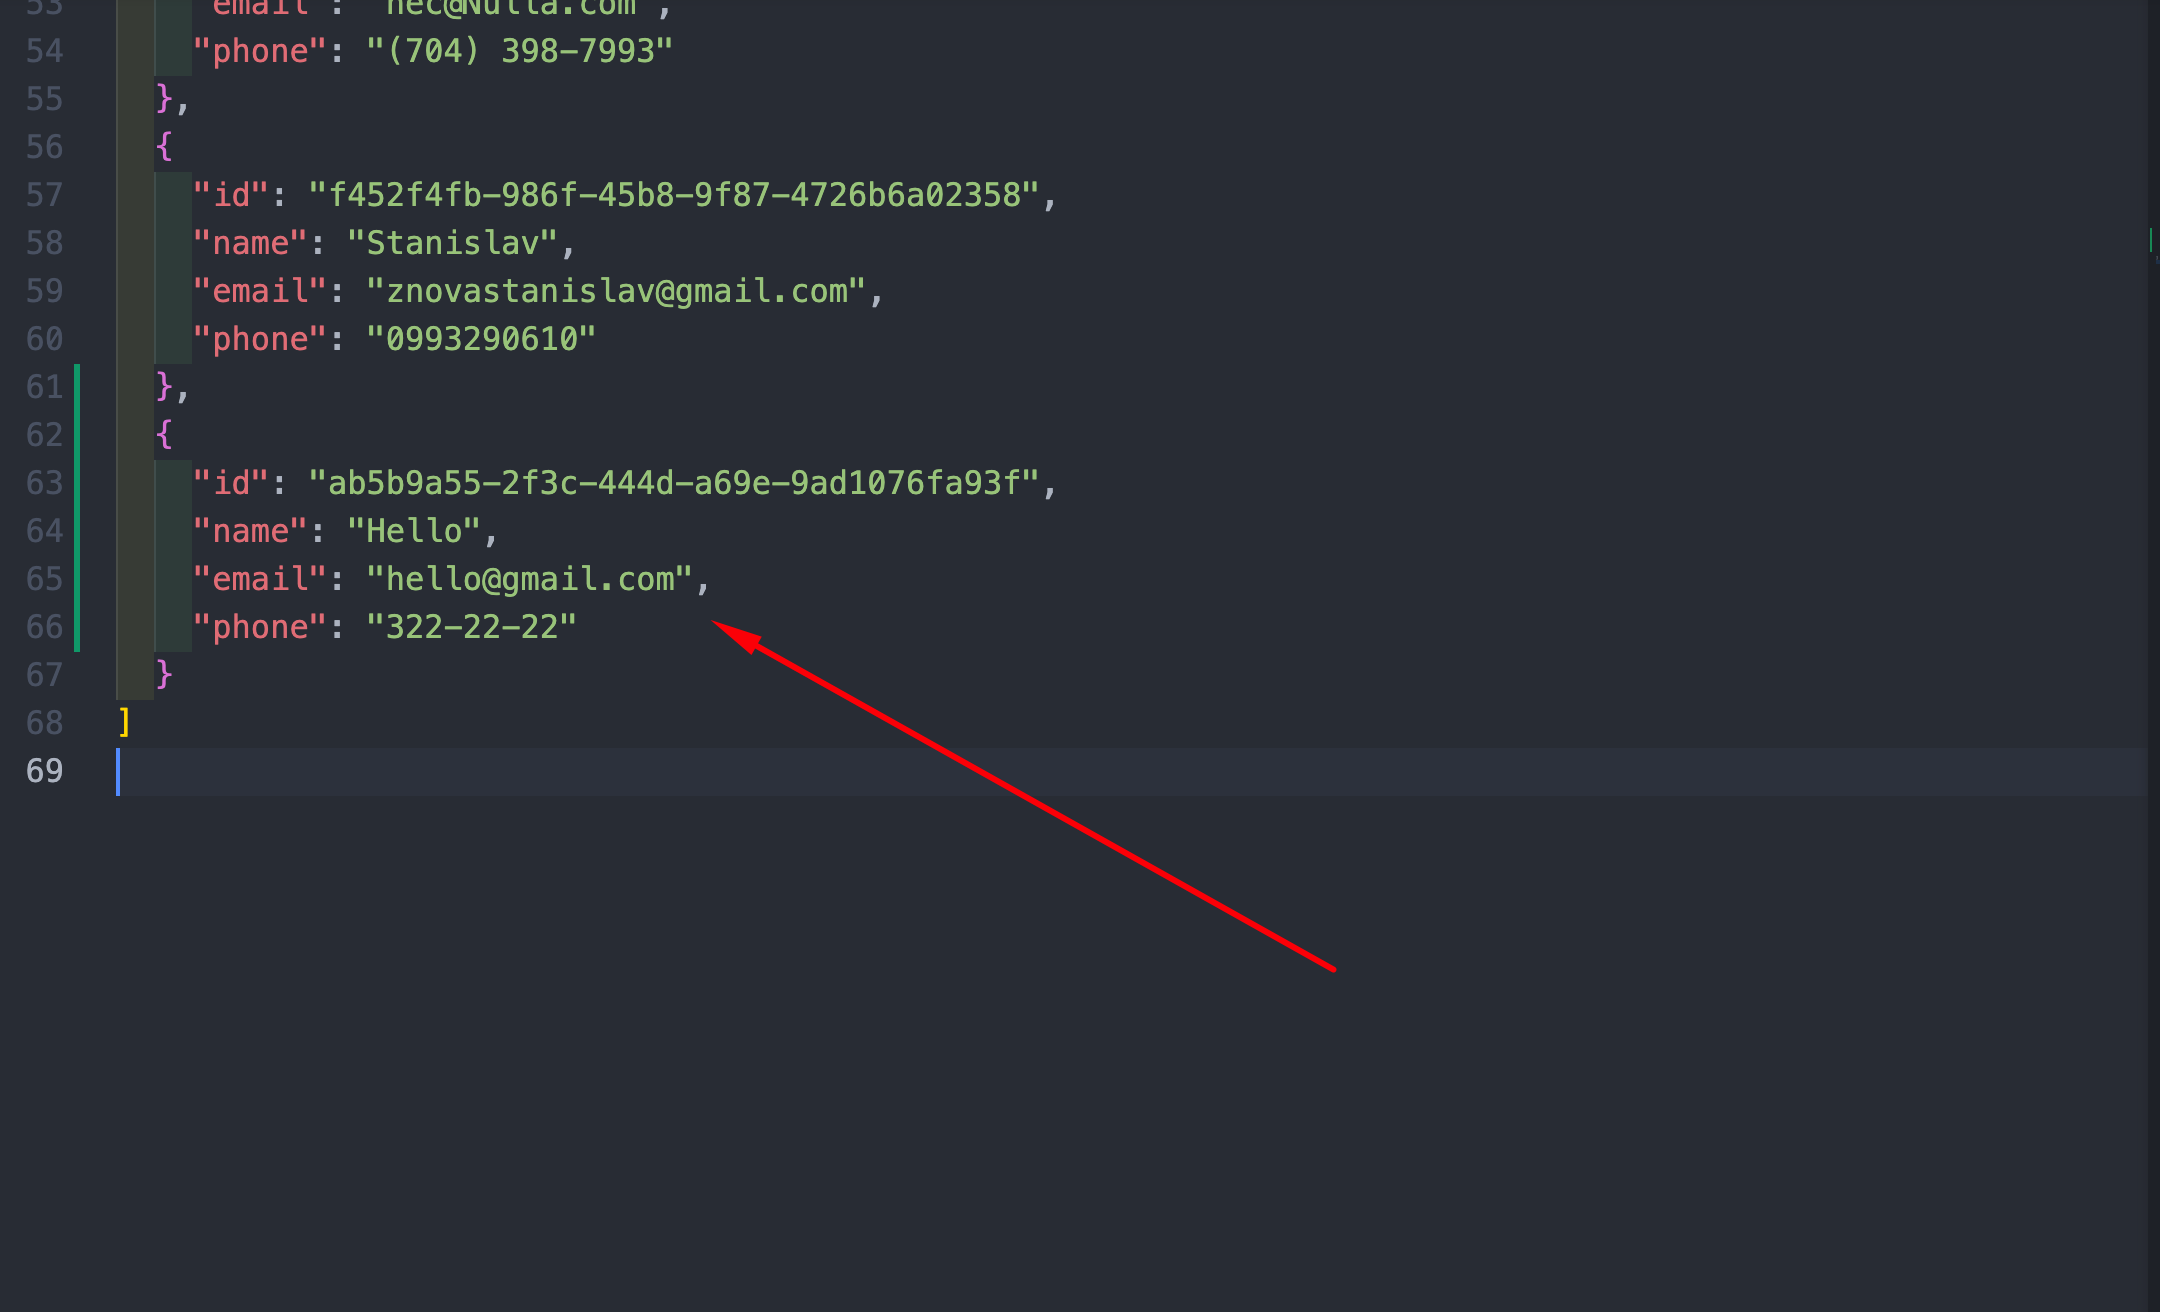 53 "email": "nec@Nulla.com",
54 "phone": "(704) 398-7993"
55 },
56 {
57 "id": "f452f4fb-986f-45b8-9f87-4726b6a02358",
58 "name": "Stanislav",
59 "email": "znovastanislav@gmail.com",
60 "phone": "0993290610"
61 },
62 {
63 "id": "ab5b9a55-2f3c-444d-a69e-9ad1076fa93f",
64 "name": "Hello",
65 "email": "hello@gmail.com",
66 "phone": "322-22-22"
67 }
68 ]
69